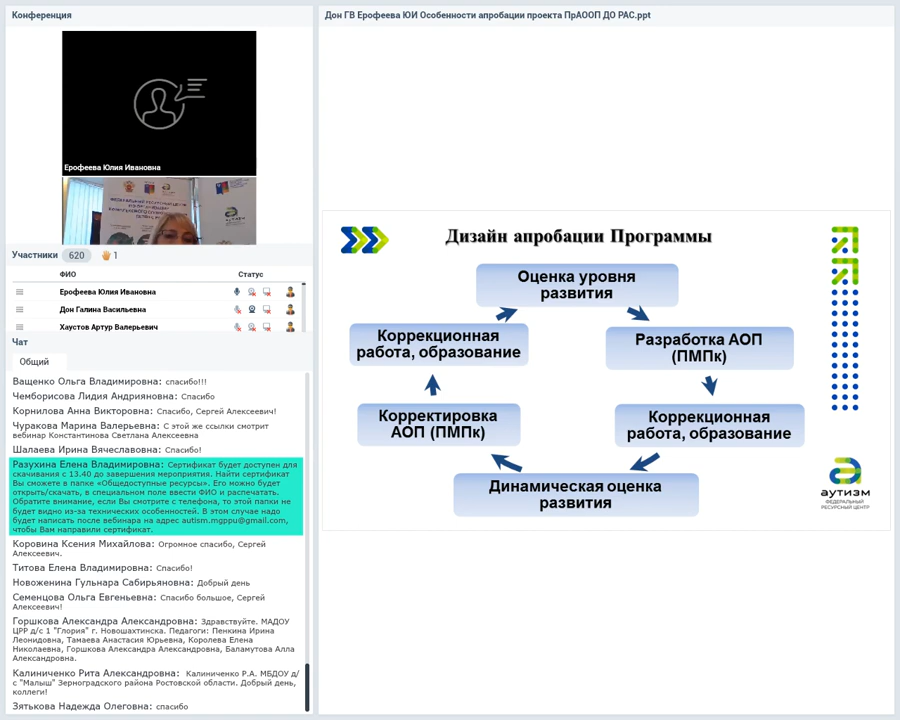 Конференция
Ерофеева Юлия Ивановна
Участники 620 1
ФИО Статус
Ерофеева Юлия Ивановна
Дон Галина Васильевна
Хаустов Артур Валерьевич
Чат
Общий
Ващенко Ольга Владимировна: спасибо!!!
Чемборисова Лидия Андрияновна: Спасибо
Корнилова Анна Викторовна: Спасибо, Сергей Алексеевич!
Чуракова Марина Валерьевна: С этой же ссылки смотрит
вебинар Константинова Светлана Алексеевна
Шалаева Ирина Вячеславовна: Спасибо!
Разухина Елена Владимировна: Сертификат будет доступен для
скачивания с 13.40 до завершения мероприятия. Найти сертификат
Вы сможете в папке «Общедоступные ресурсы». Его можно будет
открыть/скачать, в специальном поле ввести ФИО и распечатать.
Обратите внимание, если Вы смотрите с телефона, то этой папки не
будет видно из-за технических особенностей. В этом случае надо
будет написать после вебинара на адрес autism.mgppu@gmail.com,
чтобы Вам направили сертификат.
Коровина Ксения Михайлова: Огромное спасибо, Сергей
Алексеевич.
Титова Елена Владимировна: Спасибо!
Новоженина Гульнара Сабирьяновна: Добрый день
Семенцова Ольга Евгеньевна: Спасибо большое, Сергей
Алексеевич!
Горшкова Александра Александровна: Здравствуйте. МАДОУ
ЦРР д/с 1 "Глория" г. Новошахтинска. Педагоги: Пенкина Ирина
Леонидовна, Тамаева Анастасия Юрьевна, Королева Елена
Николаевна, Горшкова Александра Александровна, Баламутова Алла
Александровна.
Калиниченко Рита Александровна: Калиниченко Р.А. МБДОУ д/
с "Малыш" Зерноградского района Ростовской области. Добрый день,
коллеги!
Зятькова Надежда Олеговна: спасибо
Дон ГВ Ерофеева ЮИ Особенности апробации проекта ПрАООП ДО РАС.ppt
Дизайн апробации Программы
Оценка уровня
развития
Разработка АОП
(ПМПк)
Коррекционная
работа, образование
Динамическая оценка
развития
Корректировка
АОП (ПМПк)
Коррекционная
работа, образование
аутизм
ФЕДЕРАЛЬНЫЙ
РЕСУРСНЫЙ ЦЕНТР